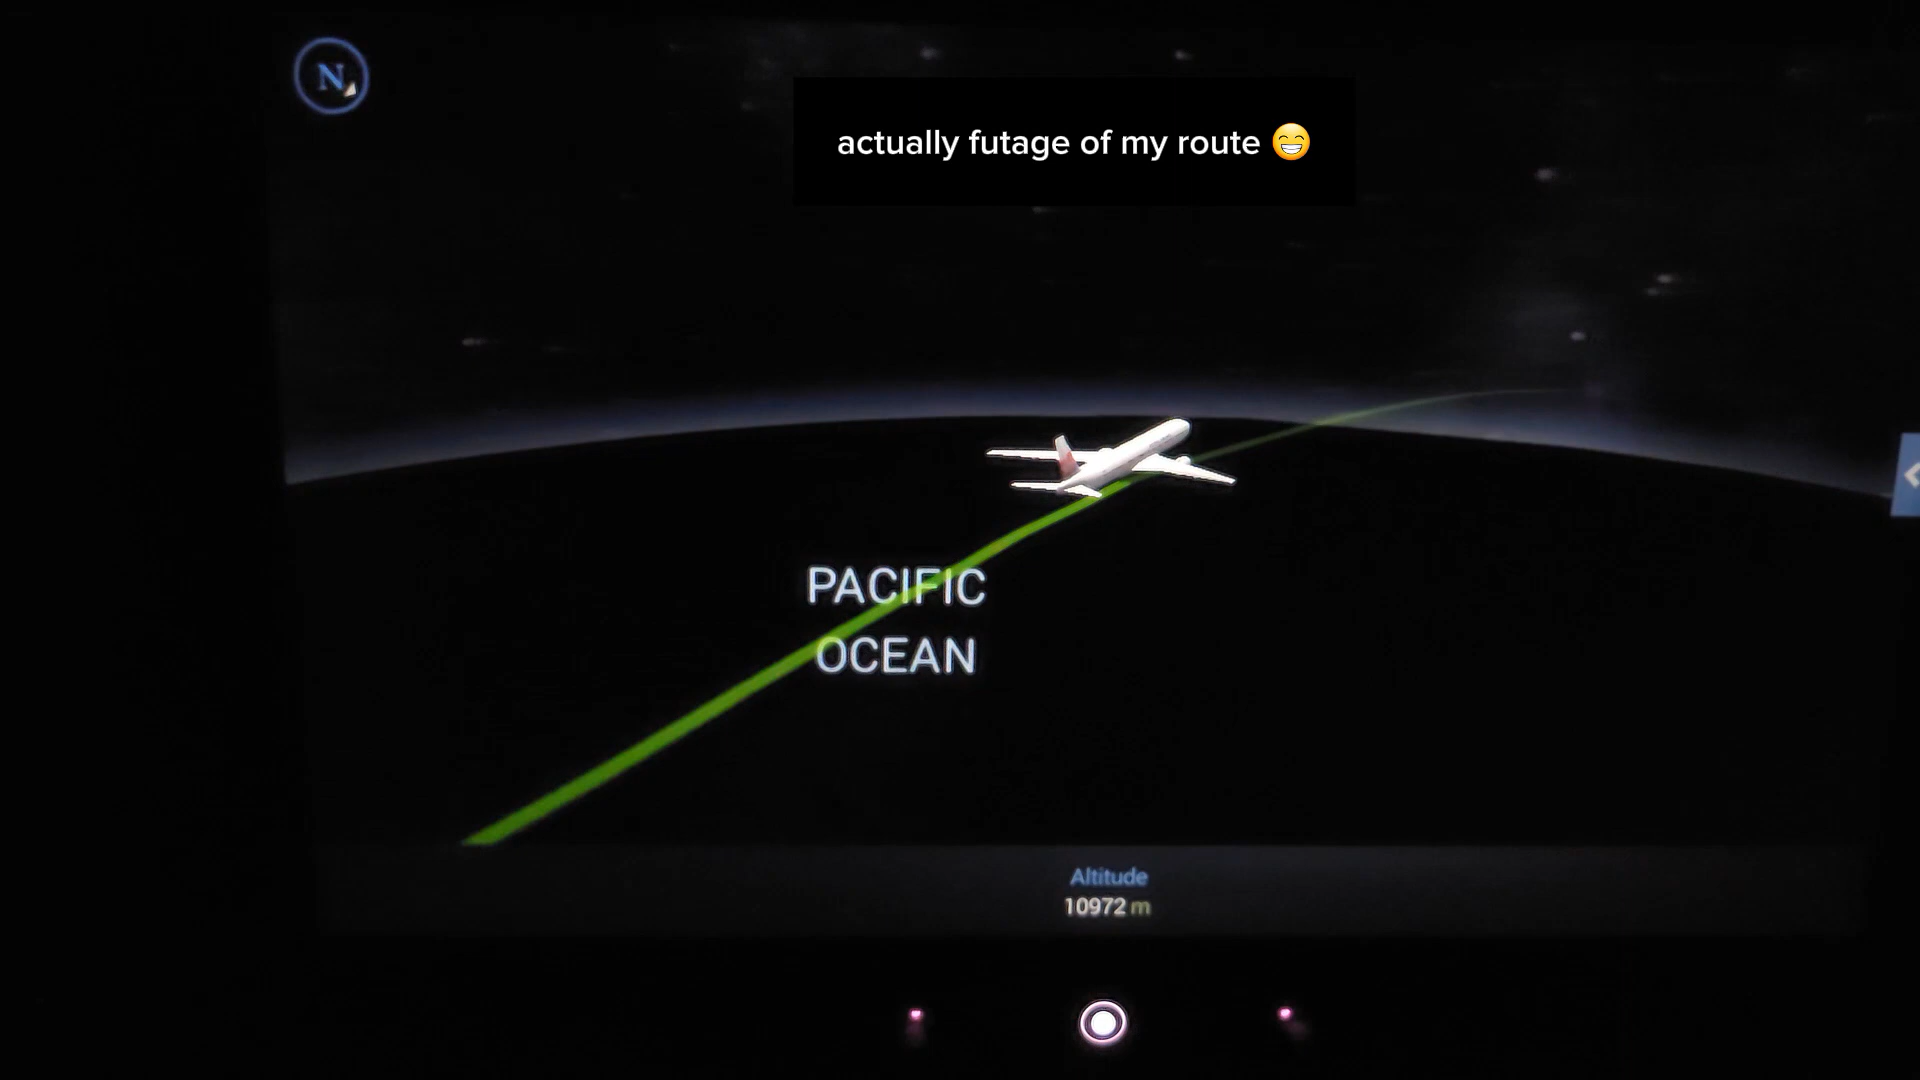 N
actually futage of my route 😁
PACIFIC
OCEAN
Altitude
10972 m